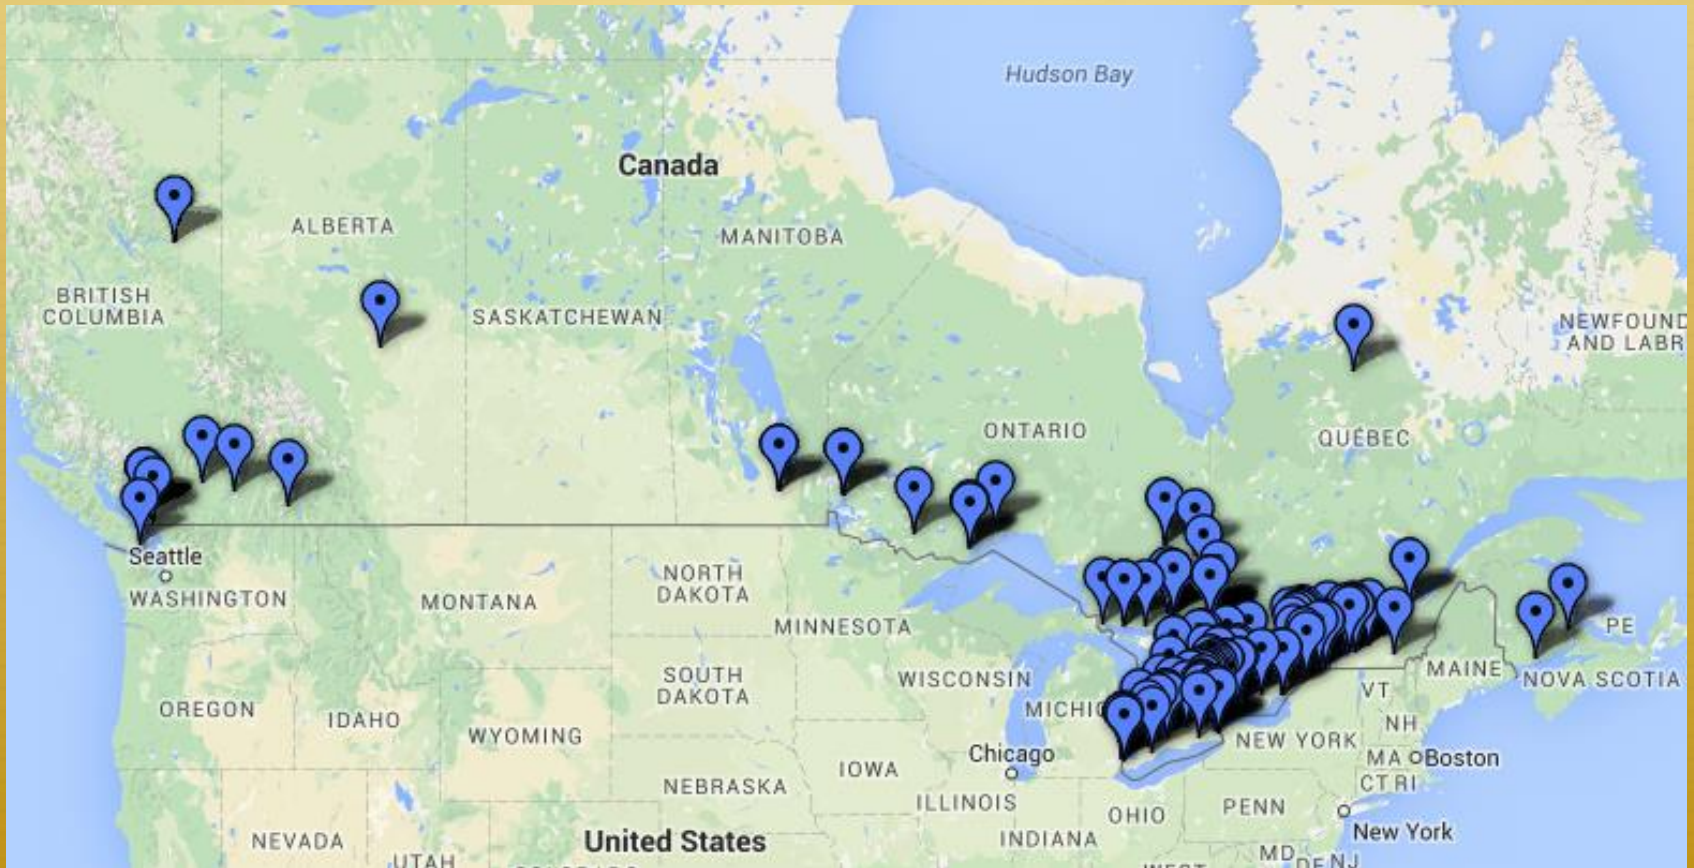 Hudson Bay
Canada
ALBERTA
MANITOBA
BRITISH
COLUMBIA
SASKATCHEWAN
NEWFOUND
AND LABR
ONTARIO
QUÉBEC
Seattle
WASHINGTON
MONTANA
NORTH
DAKOTA
MINNESOTA
PE
SOUTH
DAKOTA
WISCONSIN
MAINE
NOVA SCOTIA
VT
OREGON
IDAHO
MICHIG
NH
WYOMING
NEW YORK
Chicago
MA
Boston
IOWA
CT RI
NEBRASKA
ILLINOIS
OHIO
PENN
New York
NEVADA
United States
INDIANA
UTAH
MD
DE NJ